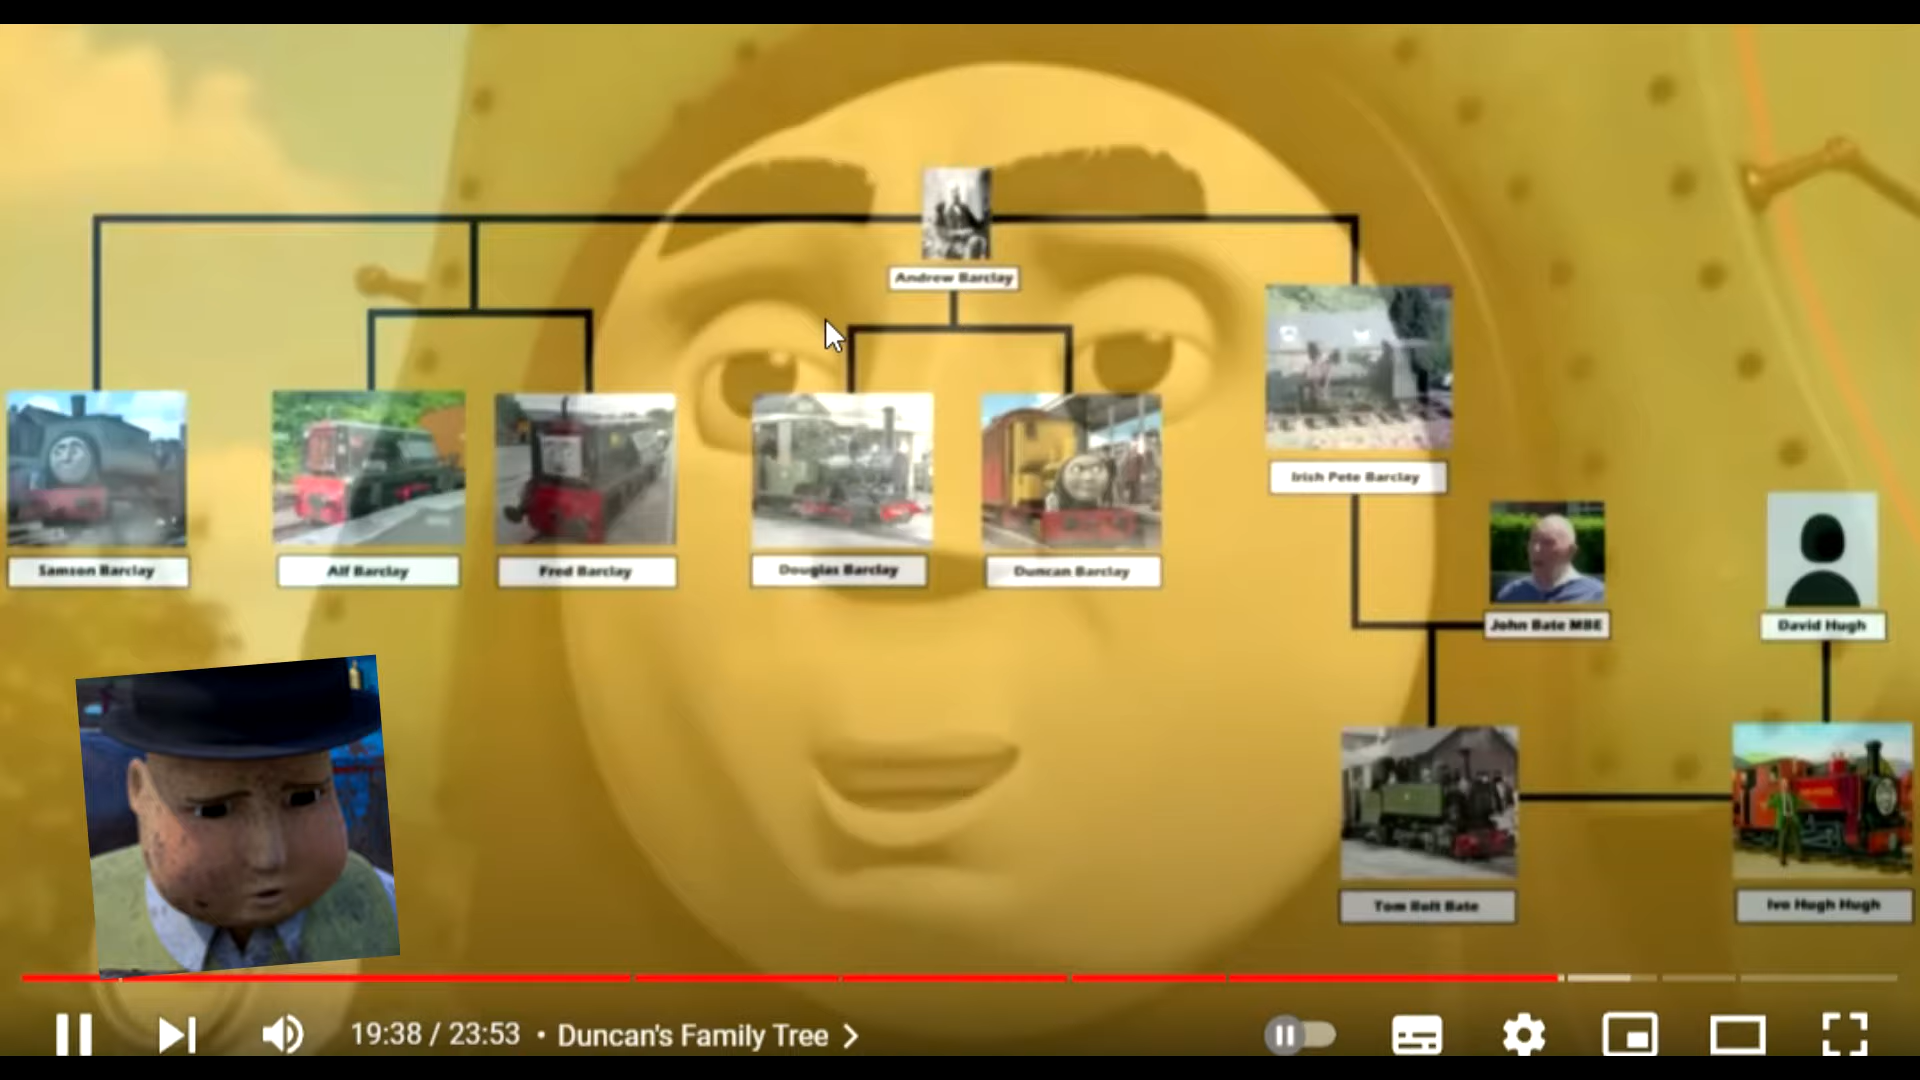 Andrew Barclay
Irish Pete Barclay
Samson Barclay
Alf Barclay
Fred Barclay
Douglas Barclay
Duncan Barclay
John Bate MBE
David Hugh
Tom Rolt Bate
Ivo Hugh Hugh
19:38 / 23:53 • Duncan's Family Tree